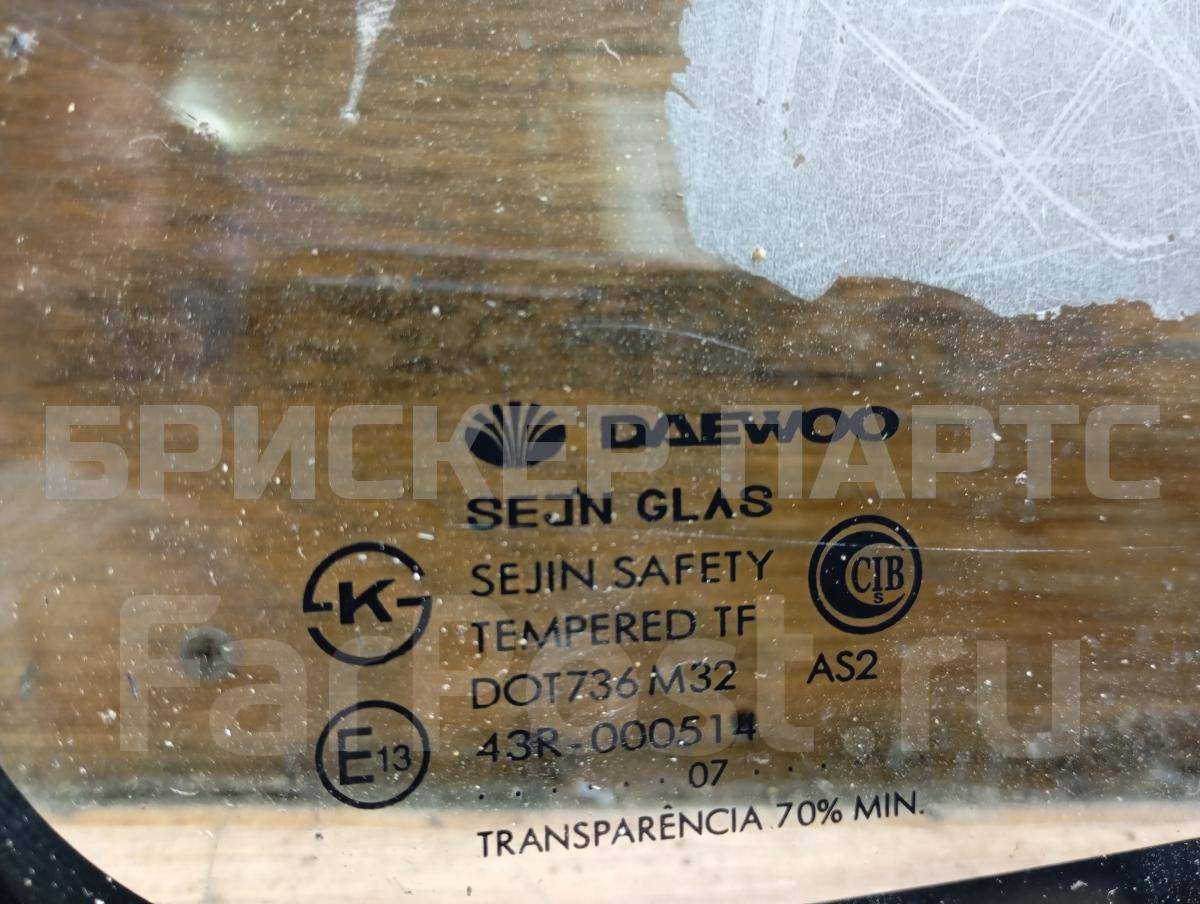 DAEWOO
SEJIN GLAS
SEJIN SAFETY
K
TEMPERED TF
CIB
S
DOT736 M32
AS2
E13
43R-000514
. . . . . 07 . . .
TRANSPARÊNCIA 70% MIN.
БРИСКЕР ПАРТС
FarPost.ru